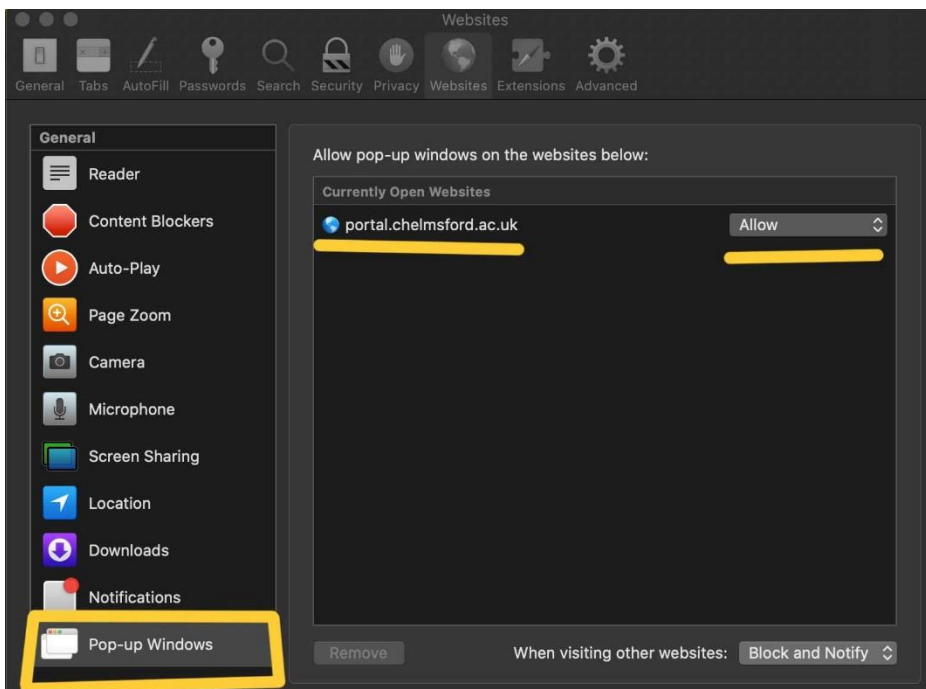 Websites
General Tabs AutoFill Passwords Search Security Privacy Websites Extensions Advanced
General
Reader
Content Blockers
Auto-Play
Page Zoom
Camera
Microphone
Screen Sharing
Location
Downloads
Notifications
Pop-up Windows
Allow pop-up windows on the websites below:
Currently Open Websites
portal.chelmsford.ac.uk Allow
Remove When visiting other websites: Block and Notify